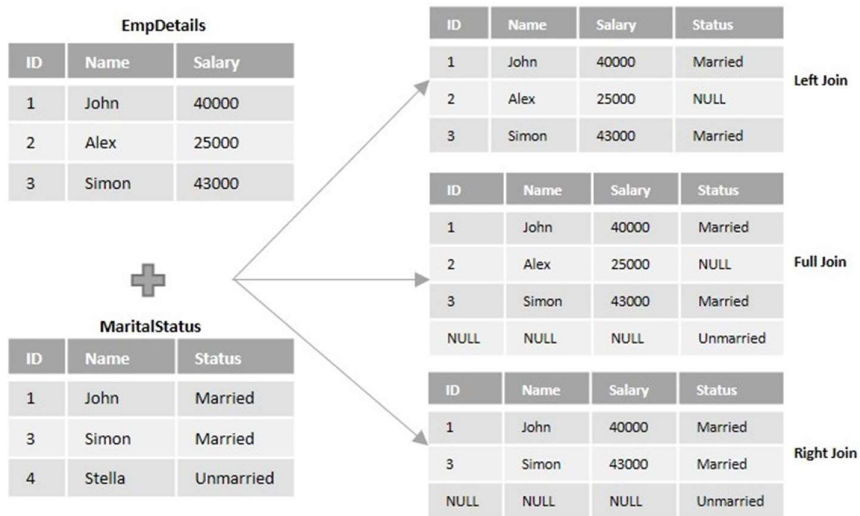 EmpDetails
ID Name Salary
1 John 40000
2 Alex 25000
3 Simon 43000
MaritalStatus
ID Name Status
1 John Married
3 Simon Married
4 Stella Unmarried
ID Name Salary Status
1 John 40000 Married
2 Alex 25000 NULL
3 Simon 43000 Married
Left Join
ID Name Salary Status
1 John 40000 Married
2 Alex 25000 NULL
3 Simon 43000 Married
NULL NULL NULL Unmarried
Full Join
ID Name Salary Status
1 John 40000 Married
3 Simon 43000 Married
NULL NULL NULL Unmarried
Right Join